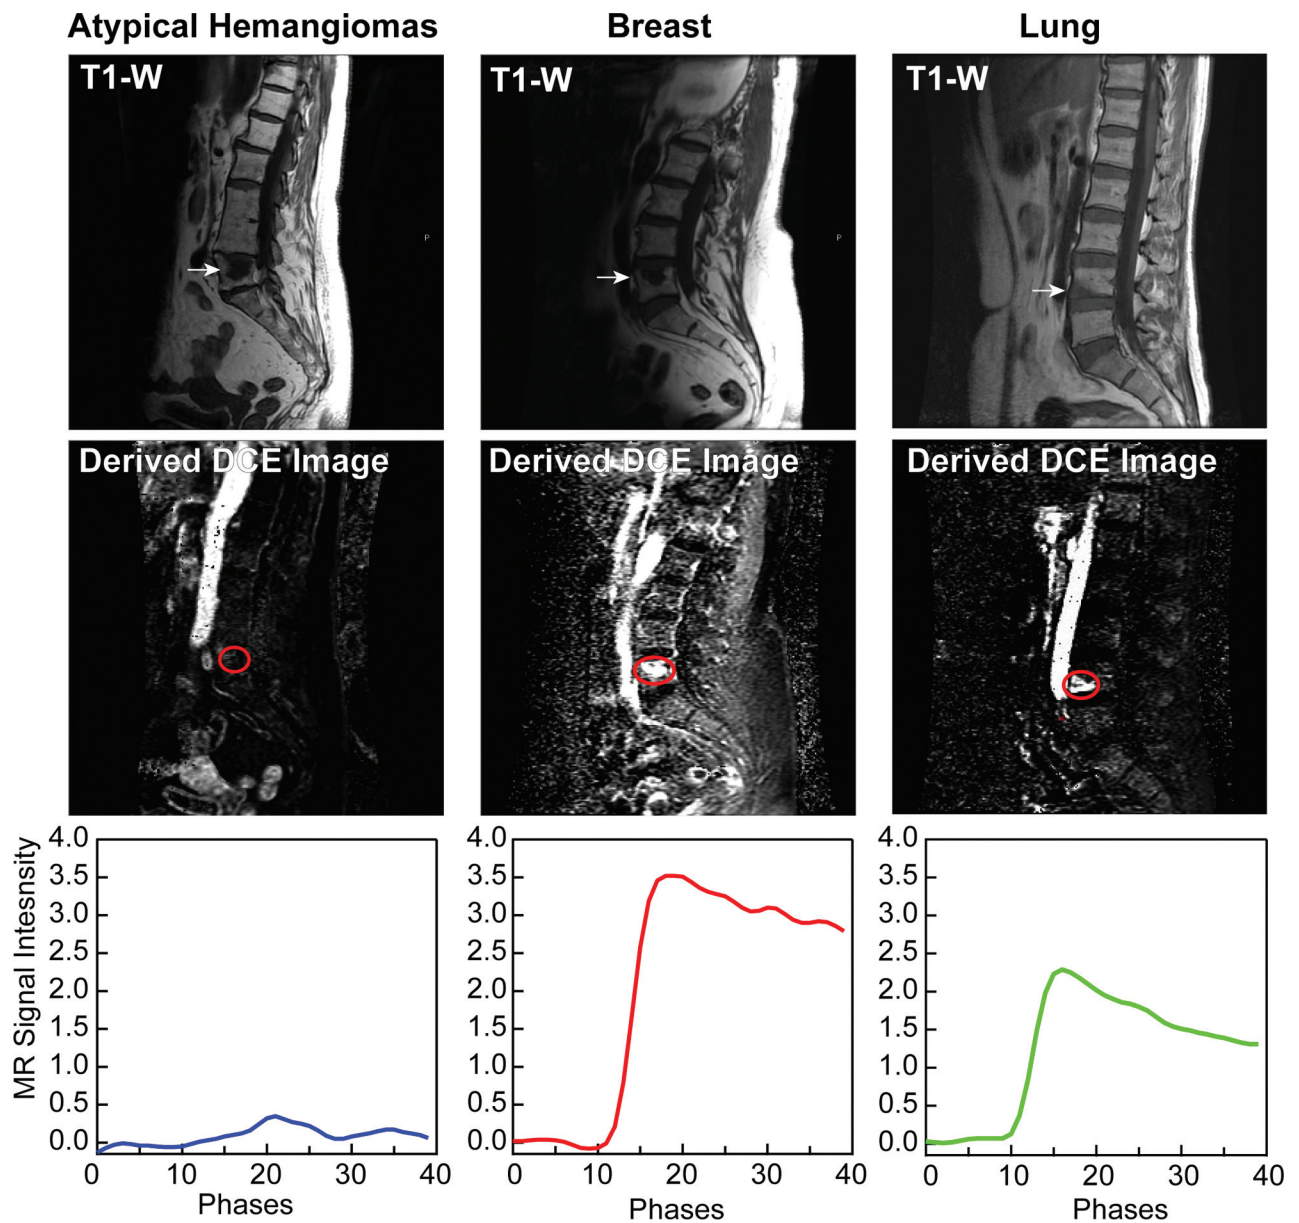 Atypical Hemangiomas
Breast
Lung
T1-W
T1-W
T1-W
P
P
Derived DCE Image
Derived DCE Image
Derived DCE Image
MR Signal Intesnsity
4.0
3.5
3.0
2.5
2.0
1.5
1.0
0.5
0.0
0 10 20 30 40
Phases
4.0
3.5
3.0
2.5
2.0
1.5
1.0
0.5
0.0
0 10 20 30 40
Phases
4.0
3.5
3.0
2.5
2.0
1.5
1.0
0.5
0.0
0 10 20 30 40
Phases